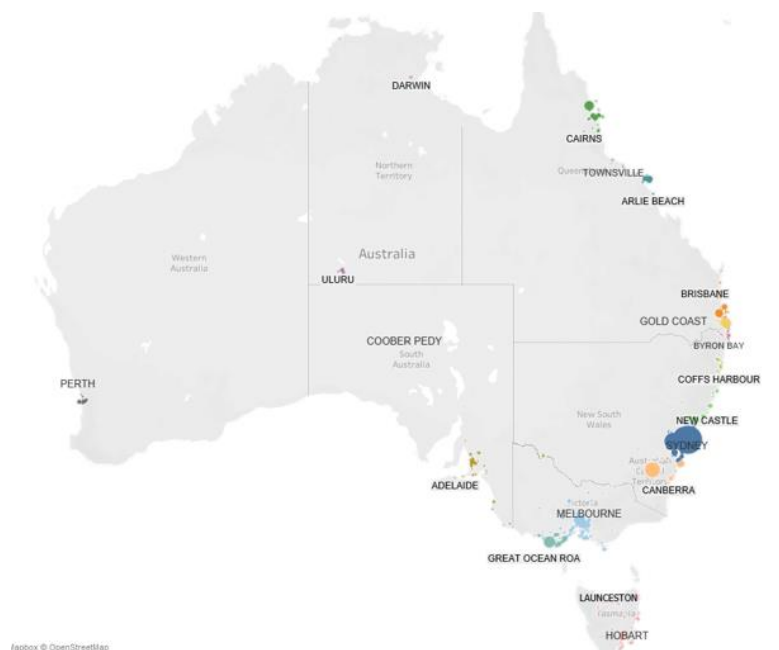 DARWIN
CAIRNS
Northern
Territory
TOWNSVILLE
ARLIE BEACH
Australia
Western
Australia
ULURU
BRISBANE
GOLD COAST
COOBER PEDY
BYRON BAY
South
Australia
PERTH
COFFS HARBOUR
New South
Wales
NEW CASTLE
SYDNEY
ADELAIDE
CANBERRA
MELBOURNE
GREAT OCEAN ROA
LAUNCESTON
HOBART
© OpenStreetMap